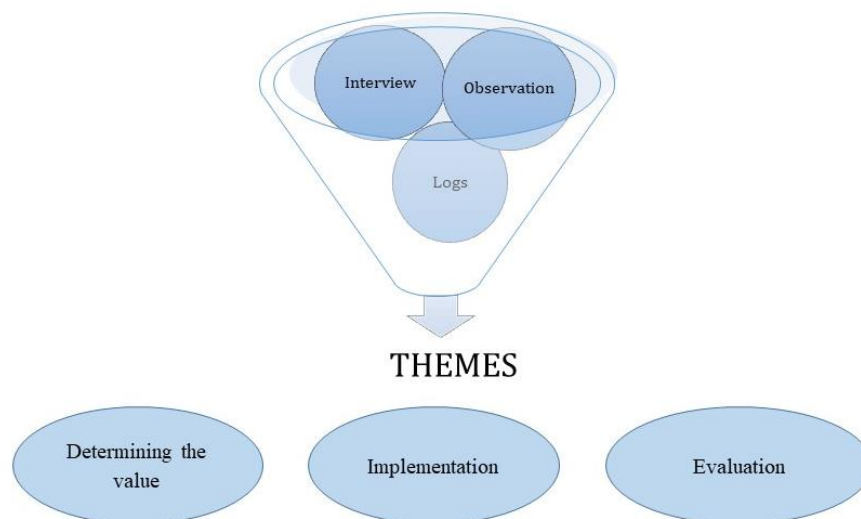 Interview
Observation
Logs
THEMES
Determining the
value
Implementation
Evaluation